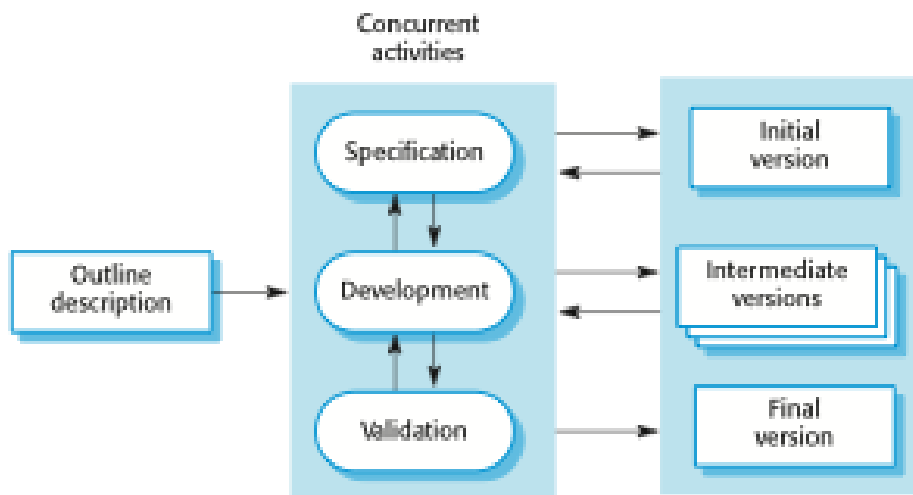 Concurrent
activities
Specification
Initial
version
Outline
description
Development
Intermediate
versions
Validation
Final
version